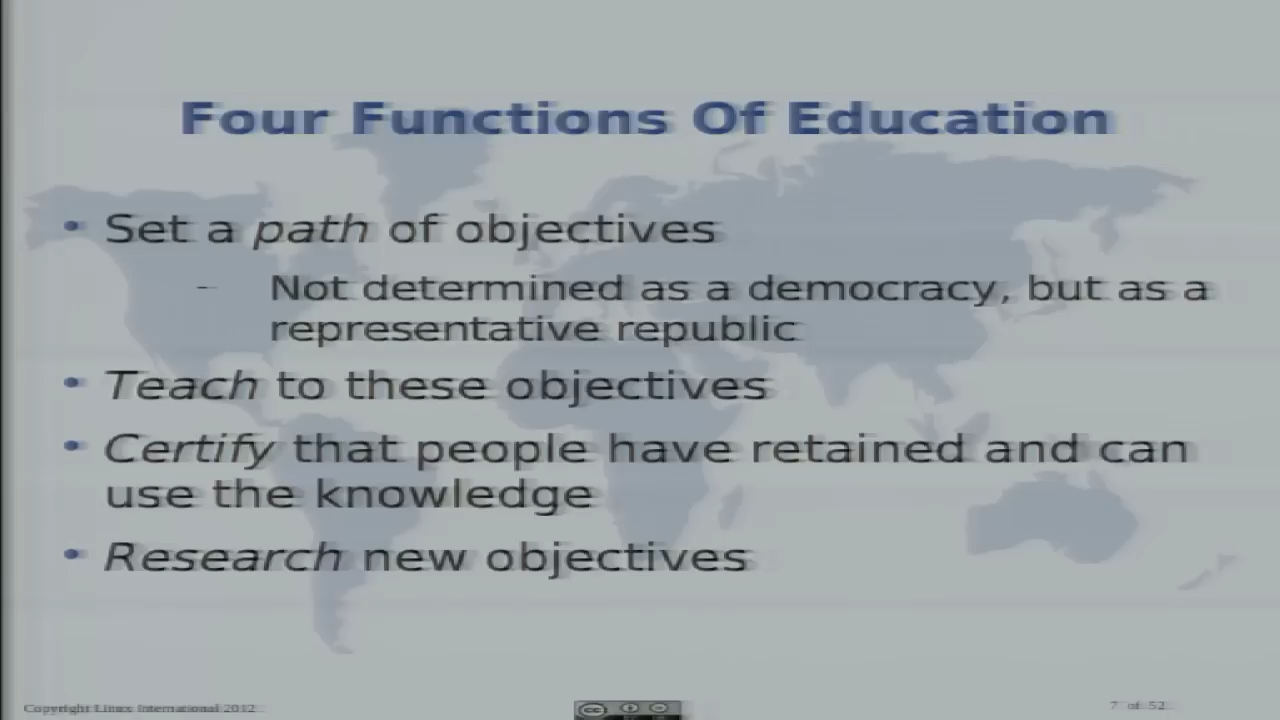 Four Functions Of Education
• Set a path of objectives
– Not determined as a democracy, but as a
representative republic
• Teach to these objectives
• Certify that people have retained and can
use the knowledge
• Research new objectives
Copyright Linux International 2012
cc
7 of 52